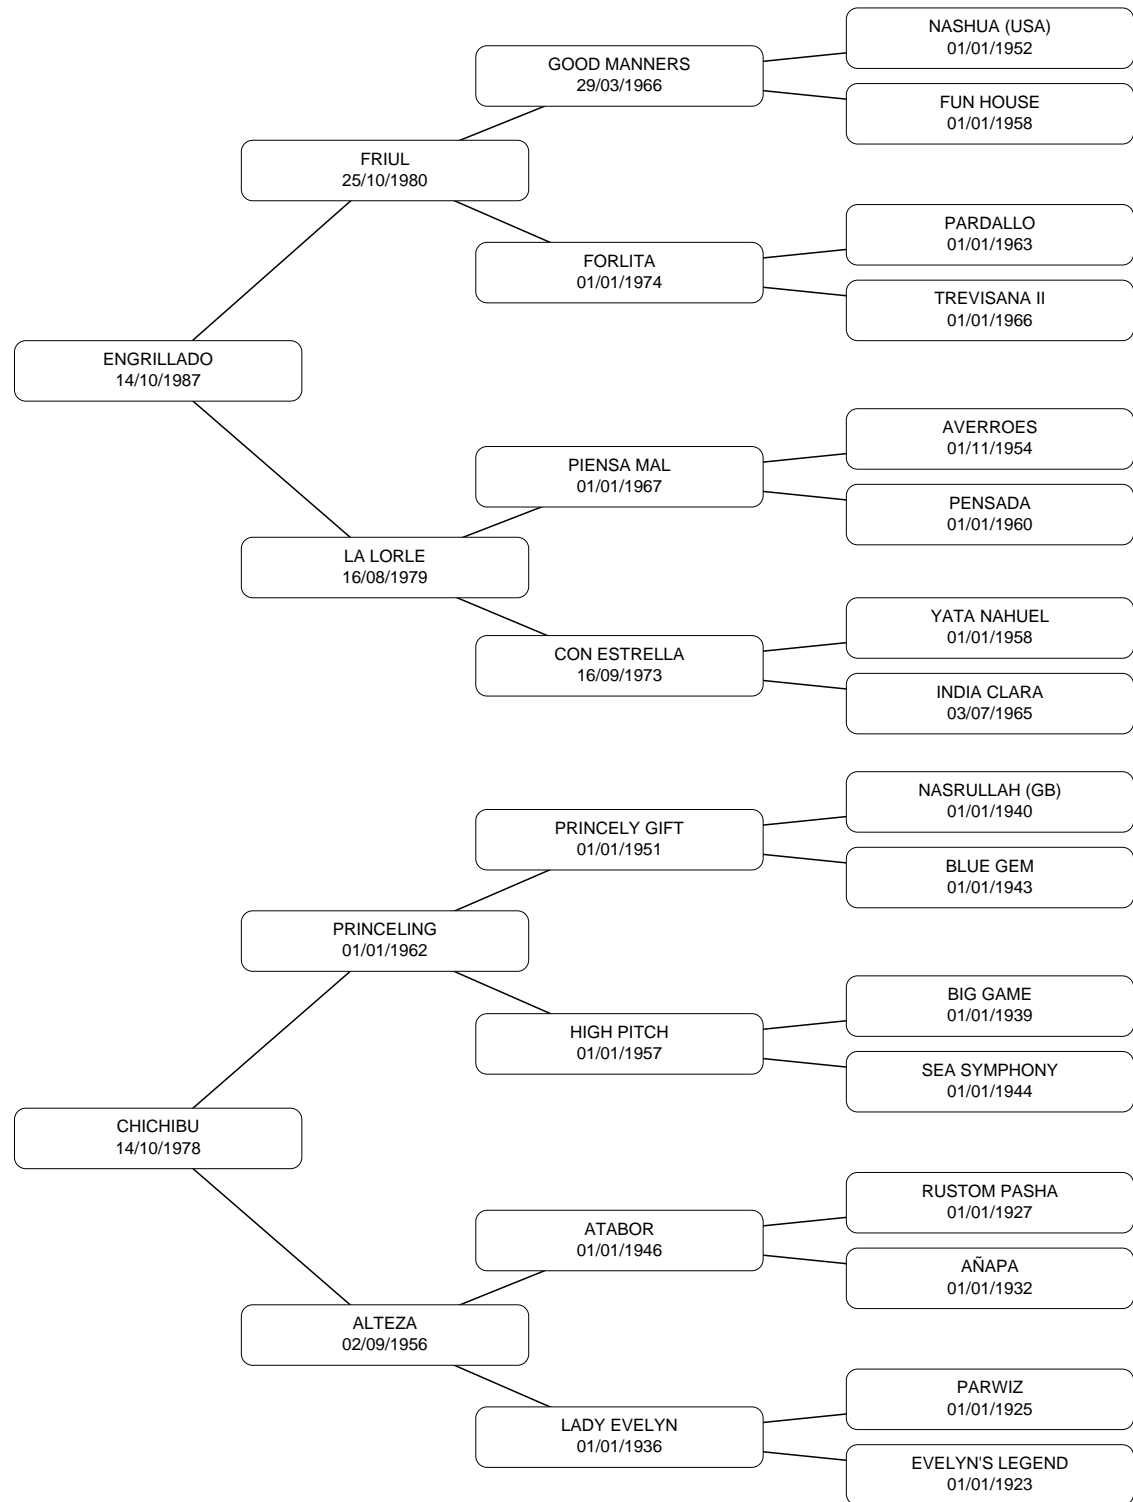 NASHUA (USA)
01/01/1952
GOOD MANNERS
29/03/1966
FUN HOUSE
01/01/1958
FRIUL
25/10/1980
PARDALLO
01/01/1963
FORLITA
01/01/1974
TREVISANA II
01/01/1966
ENGRILLADO
14/10/1987
AVERROES
01/11/1954
PIENSA MAL
01/01/1967
PENSADA
01/01/1960
LA LORLE
16/08/1979
YATA NAHUEL
01/01/1958
CON ESTRELLA
16/09/1973
INDIA CLARA
03/07/1965
NASRULLAH (GB)
01/01/1940
PRINCELY GIFT
01/01/1951
BLUE GEM
01/01/1943
PRINCELING
01/01/1962
BIG GAME
01/01/1939
HIGH PITCH
01/01/1957
SEA SYMPHONY
01/01/1944
CHICHIBU
14/10/1978
RUSTOM PASHA
01/01/1927
ATABOR
01/01/1946
AÑAPA
01/01/1932
ALTEZA
02/09/1956
PARWIZ
01/01/1925
LADY EVELYN
01/01/1936
EVELYN'S LEGEND
01/01/1923